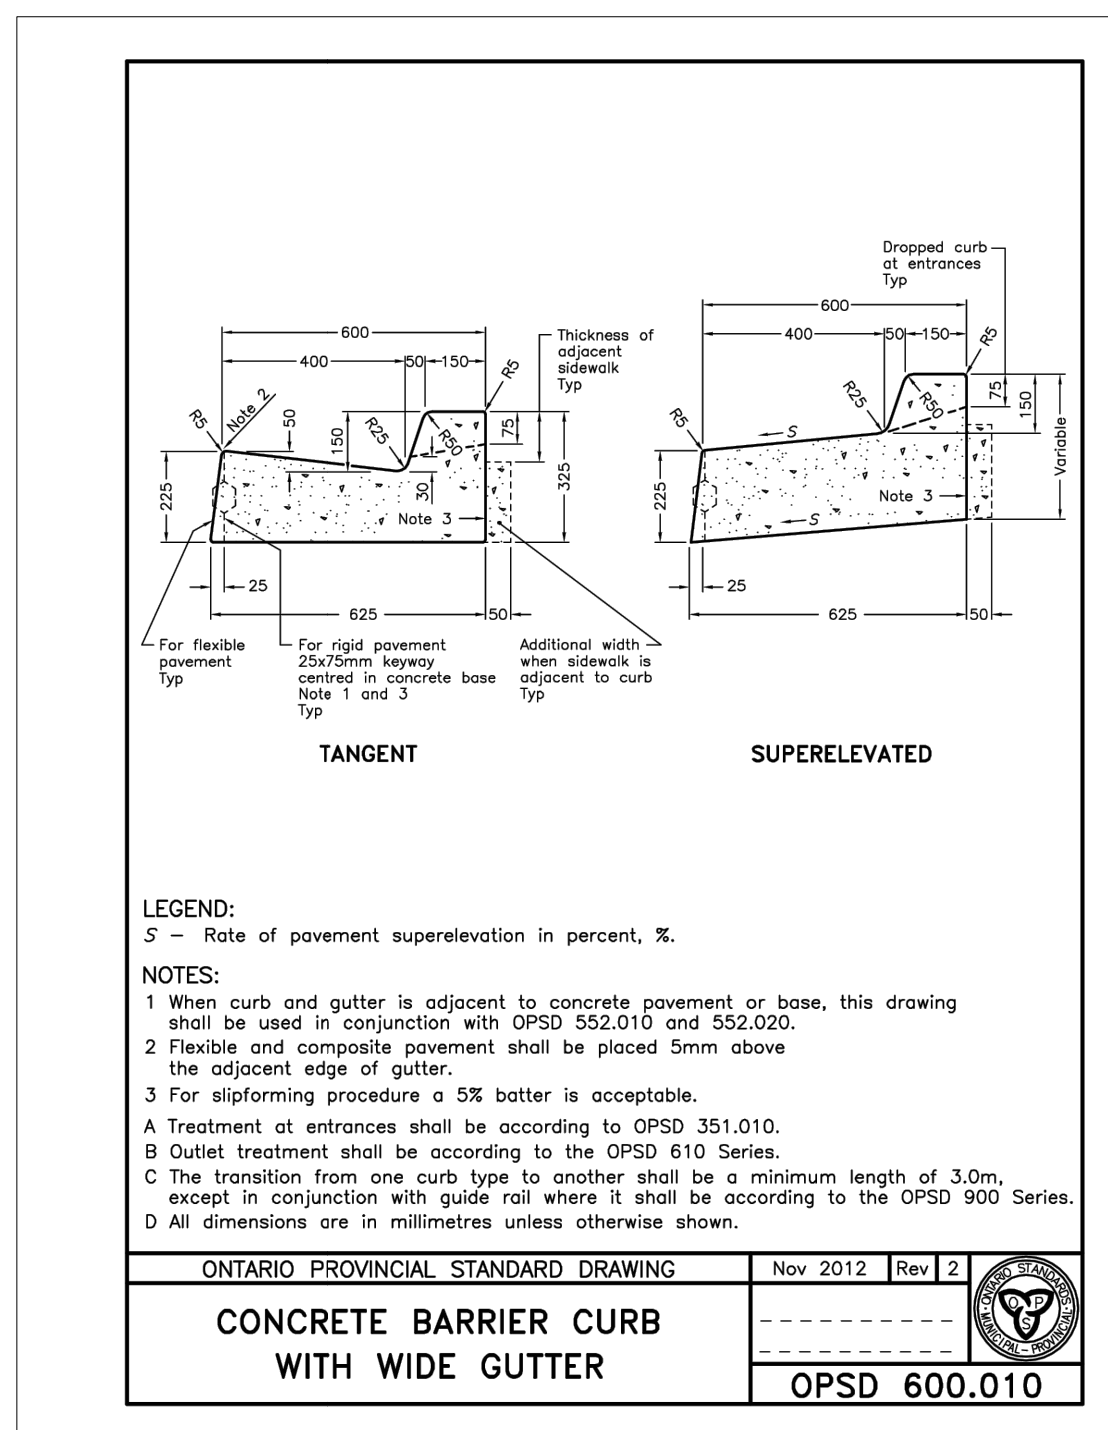 Dropped curb
at entrances
Typ
600
400
50
150
R5
Thickness of
adjacent
sidewalk
Typ
R5
Note 2
50
150
R25
R50
75
325
225
30
Note 3
25
625
50
For flexible
pavement
Typ
For rigid pavement
25x75mm keyway
centred in concrete base
Note 1 and 3
Typ
Additional width
when sidewalk is
adjacent to curb
Typ
TANGENT
600
400
50
150
R5
R5
R25
R50
75
150
Variable
S
225
Note 3
S
25
625
50
SUPERELEVATED
LEGEND:
S – Rate of pavement superelevation in percent, %.
NOTES:
1 When curb and gutter is adjacent to concrete pavement or base, this drawing
shall be used in conjunction with OPSD 552.010 and 552.020.
2 Flexible and composite pavement shall be placed 5mm above
the adjacent edge of gutter.
3 For slipforming procedure a 5% batter is acceptable.
A Treatment at entrances shall be according to OPSD 351.010.
B Outlet treatment shall be according to the OPSD 610 Series.
C The transition from one curb type to another shall be a minimum length of 3.0m,
except in conjunction with guide rail where it shall be according to the OPSD 900 Series.
D All dimensions are in millimetres unless otherwise shown.
ONTARIO PROVINCIAL STANDARD DRAWING
Nov 2012
Rev
2
CONCRETE BARRIER CURB
WITH WIDE GUTTER
ONTARIO STANDARDS
MUNICIPAL – PROVINCIAL
O P
S
OPSD 600.010